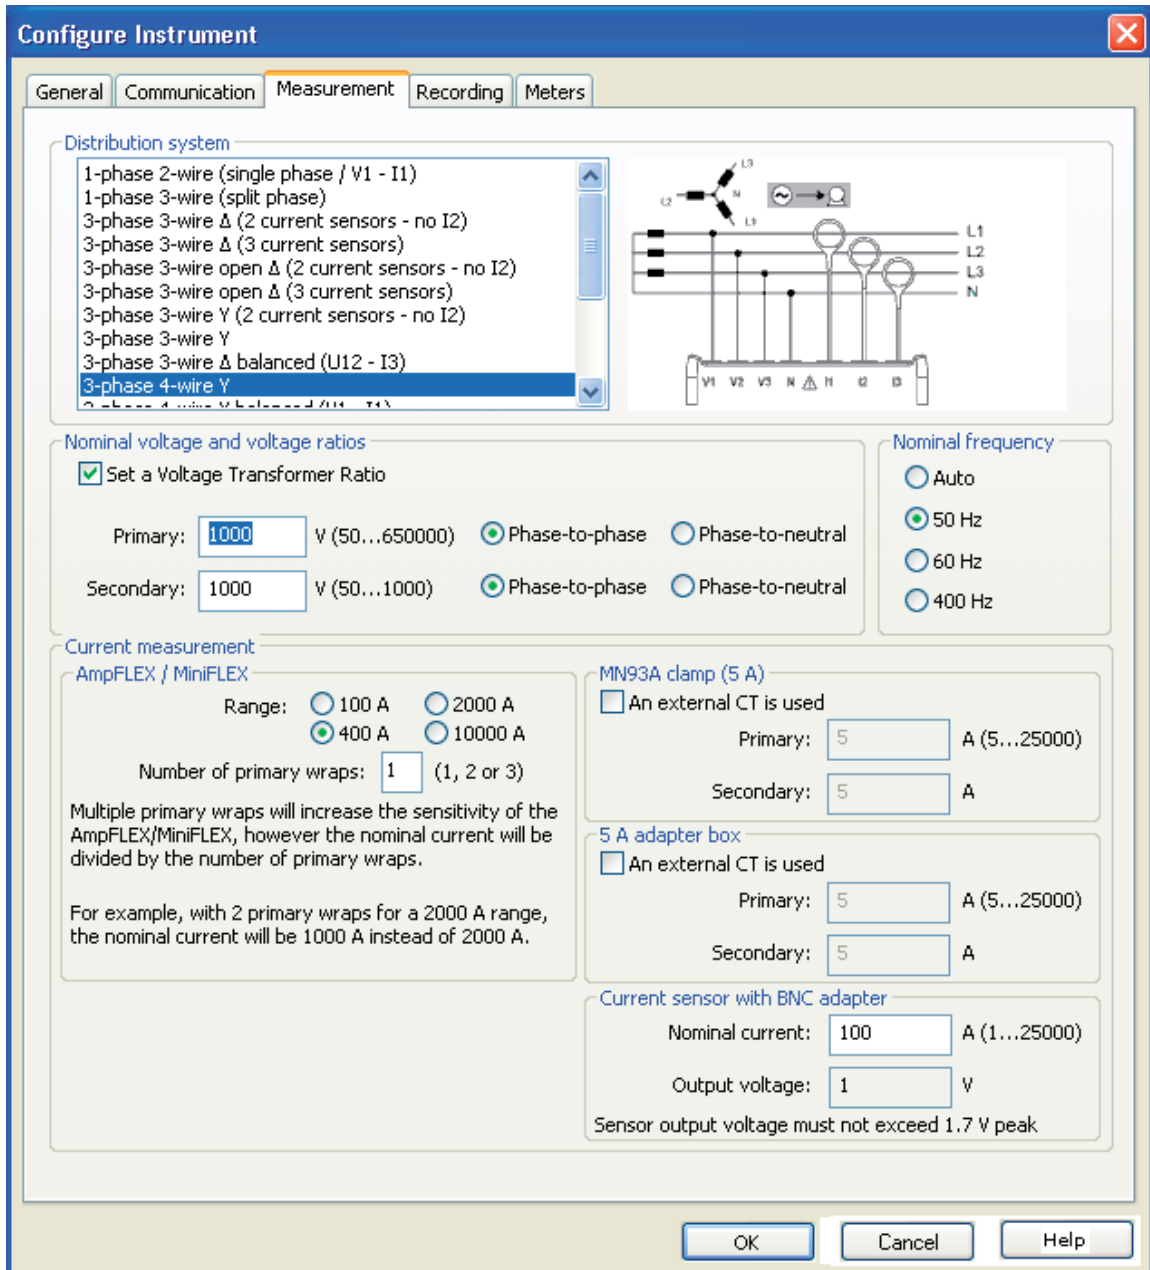 Configure Instrument
General Communication Measurement Recording Meters
Distribution system
1-phase 2-wire (single phase / V1 - I1)
1-phase 3-wire (split phase)
3-phase 3-wire Δ (2 current sensors - no I2)
3-phase 3-wire Δ (3 current sensors)
3-phase 3-wire open Δ (2 current sensors - no I2)
3-phase 3-wire open Δ (3 current sensors)
3-phase 3-wire Y (2 current sensors - no I2)
3-phase 3-wire Y
3-phase 3-wire Δ balanced (U12 - I3)
3-phase 4-wire Y
L3
L2
N
L1
L1
L2
L3
N
V1 V2 V3 N I1 I2 I3
Nominal voltage and voltage ratios
Set a Voltage Transformer Ratio
Primary: 1000 V (50...650000) Phase-to-phase Phase-to-neutral
Secondary: 1000 V (50...1000) Phase-to-phase Phase-to-neutral
Nominal frequency
Auto
50 Hz
60 Hz
400 Hz
Current measurement
AmpFLEX / MiniFLEX
Range: 100 A 2000 A
400 A 10000 A
Number of primary wraps: 1 (1, 2 or 3)
Multiple primary wraps will increase the sensitivity of the
AmpFLEX/MiniFLEX, however the nominal current will be
divided by the number of primary wraps.
For example, with 2 primary wraps for a 2000 A range,
the nominal current will be 1000 A instead of 2000 A.
MN93A clamp (5 A)
An external CT is used
Primary: 5 A (5...25000)
Secondary: 5 A
5 A adapter box
An external CT is used
Primary: 5 A (5...25000)
Secondary: 5 A
Current sensor with BNC adapter
Nominal current: 100 A (1...25000)
Output voltage: 1 V
Sensor output voltage must not exceed 1.7 V peak
OK Cancel Help